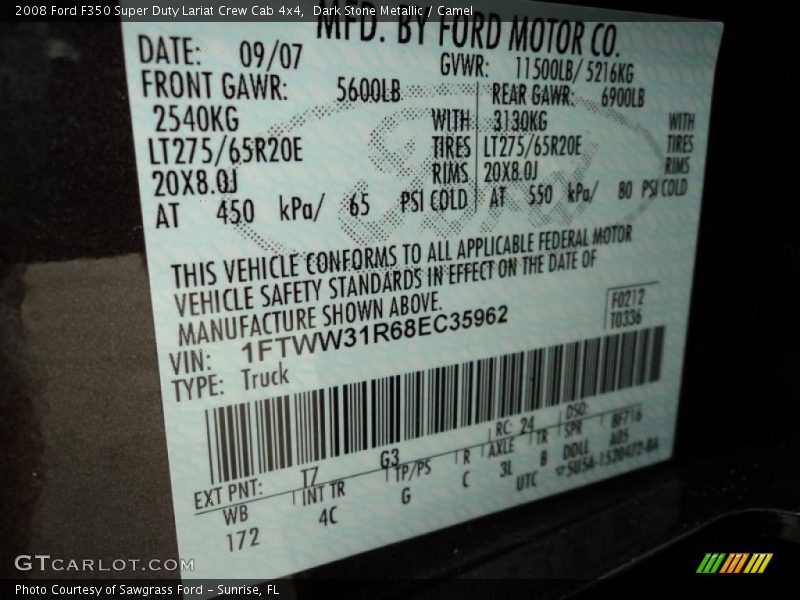 2008 Ford F350 Super Duty Lariat Crew Cab 4x4,  Dark Stone Metallic / Camel
MFD. BY FORD MOTOR CO.
DATE: 09/07 GVWR: 11500LB/ 5216KG
FRONT GAWR: 5600LB REAR GAWR: 6900LB
2540KG WITH 3130KG WITH
LT275/65R20E TIRES LT275/65R20E TIRES
20X8.0J RIMS 20X8.0J RIMS
AT 450 kPa/ 65 PSI COLD AT 550 kPa/ 80 PSI COLD
THIS VEHICLE CONFORMS TO ALL APPLICABLE FEDERAL MOTOR
VEHICLE SAFETY STANDARDS IN EFFECT ON THE DATE OF
MANUFACTURE SHOWN ABOVE.
F0212
T0336
VIN: 1FTWW31R68EC35962
TYPE: Truck
EXT PNT: T7 G3 RC: 24 DSO:
WB INT TR TP/PS R AXLE TR SPR 8F716
172 4C G C 3L B DDLL A05
UTC
GTCARLOT.COM
Photo Courtesy of Sawgrass Ford – Sunrise, FL